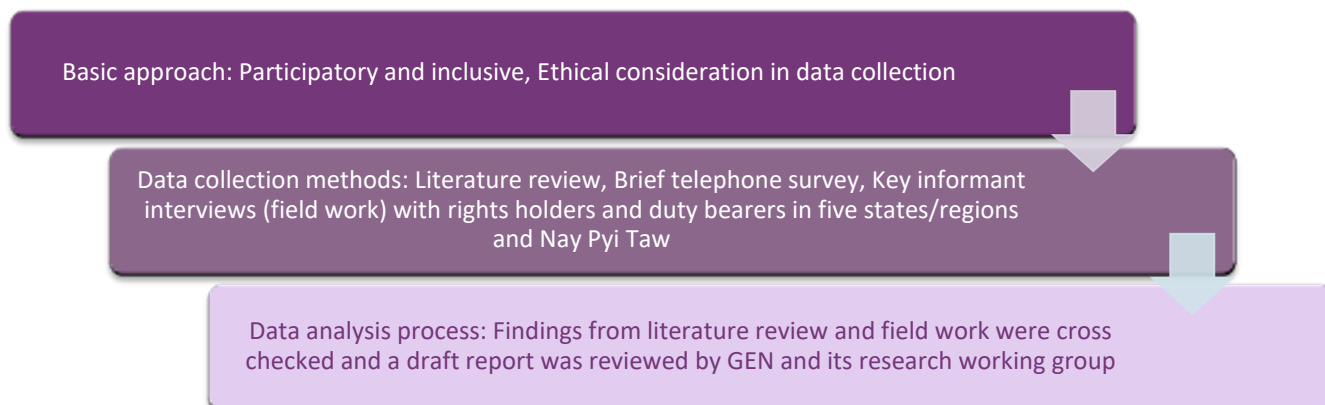 Basic approach: Participatory and inclusive, Ethical consideration in data collection
Data collection methods: Literature review, Brief telephone survey, Key informant
interviews (field work) with rights holders and duty bearers in five states/regions
and Nay Pyi Taw
Data analysis process: Findings from literature review and field work were cross
checked and a draft report was reviewed by GEN and its research working group